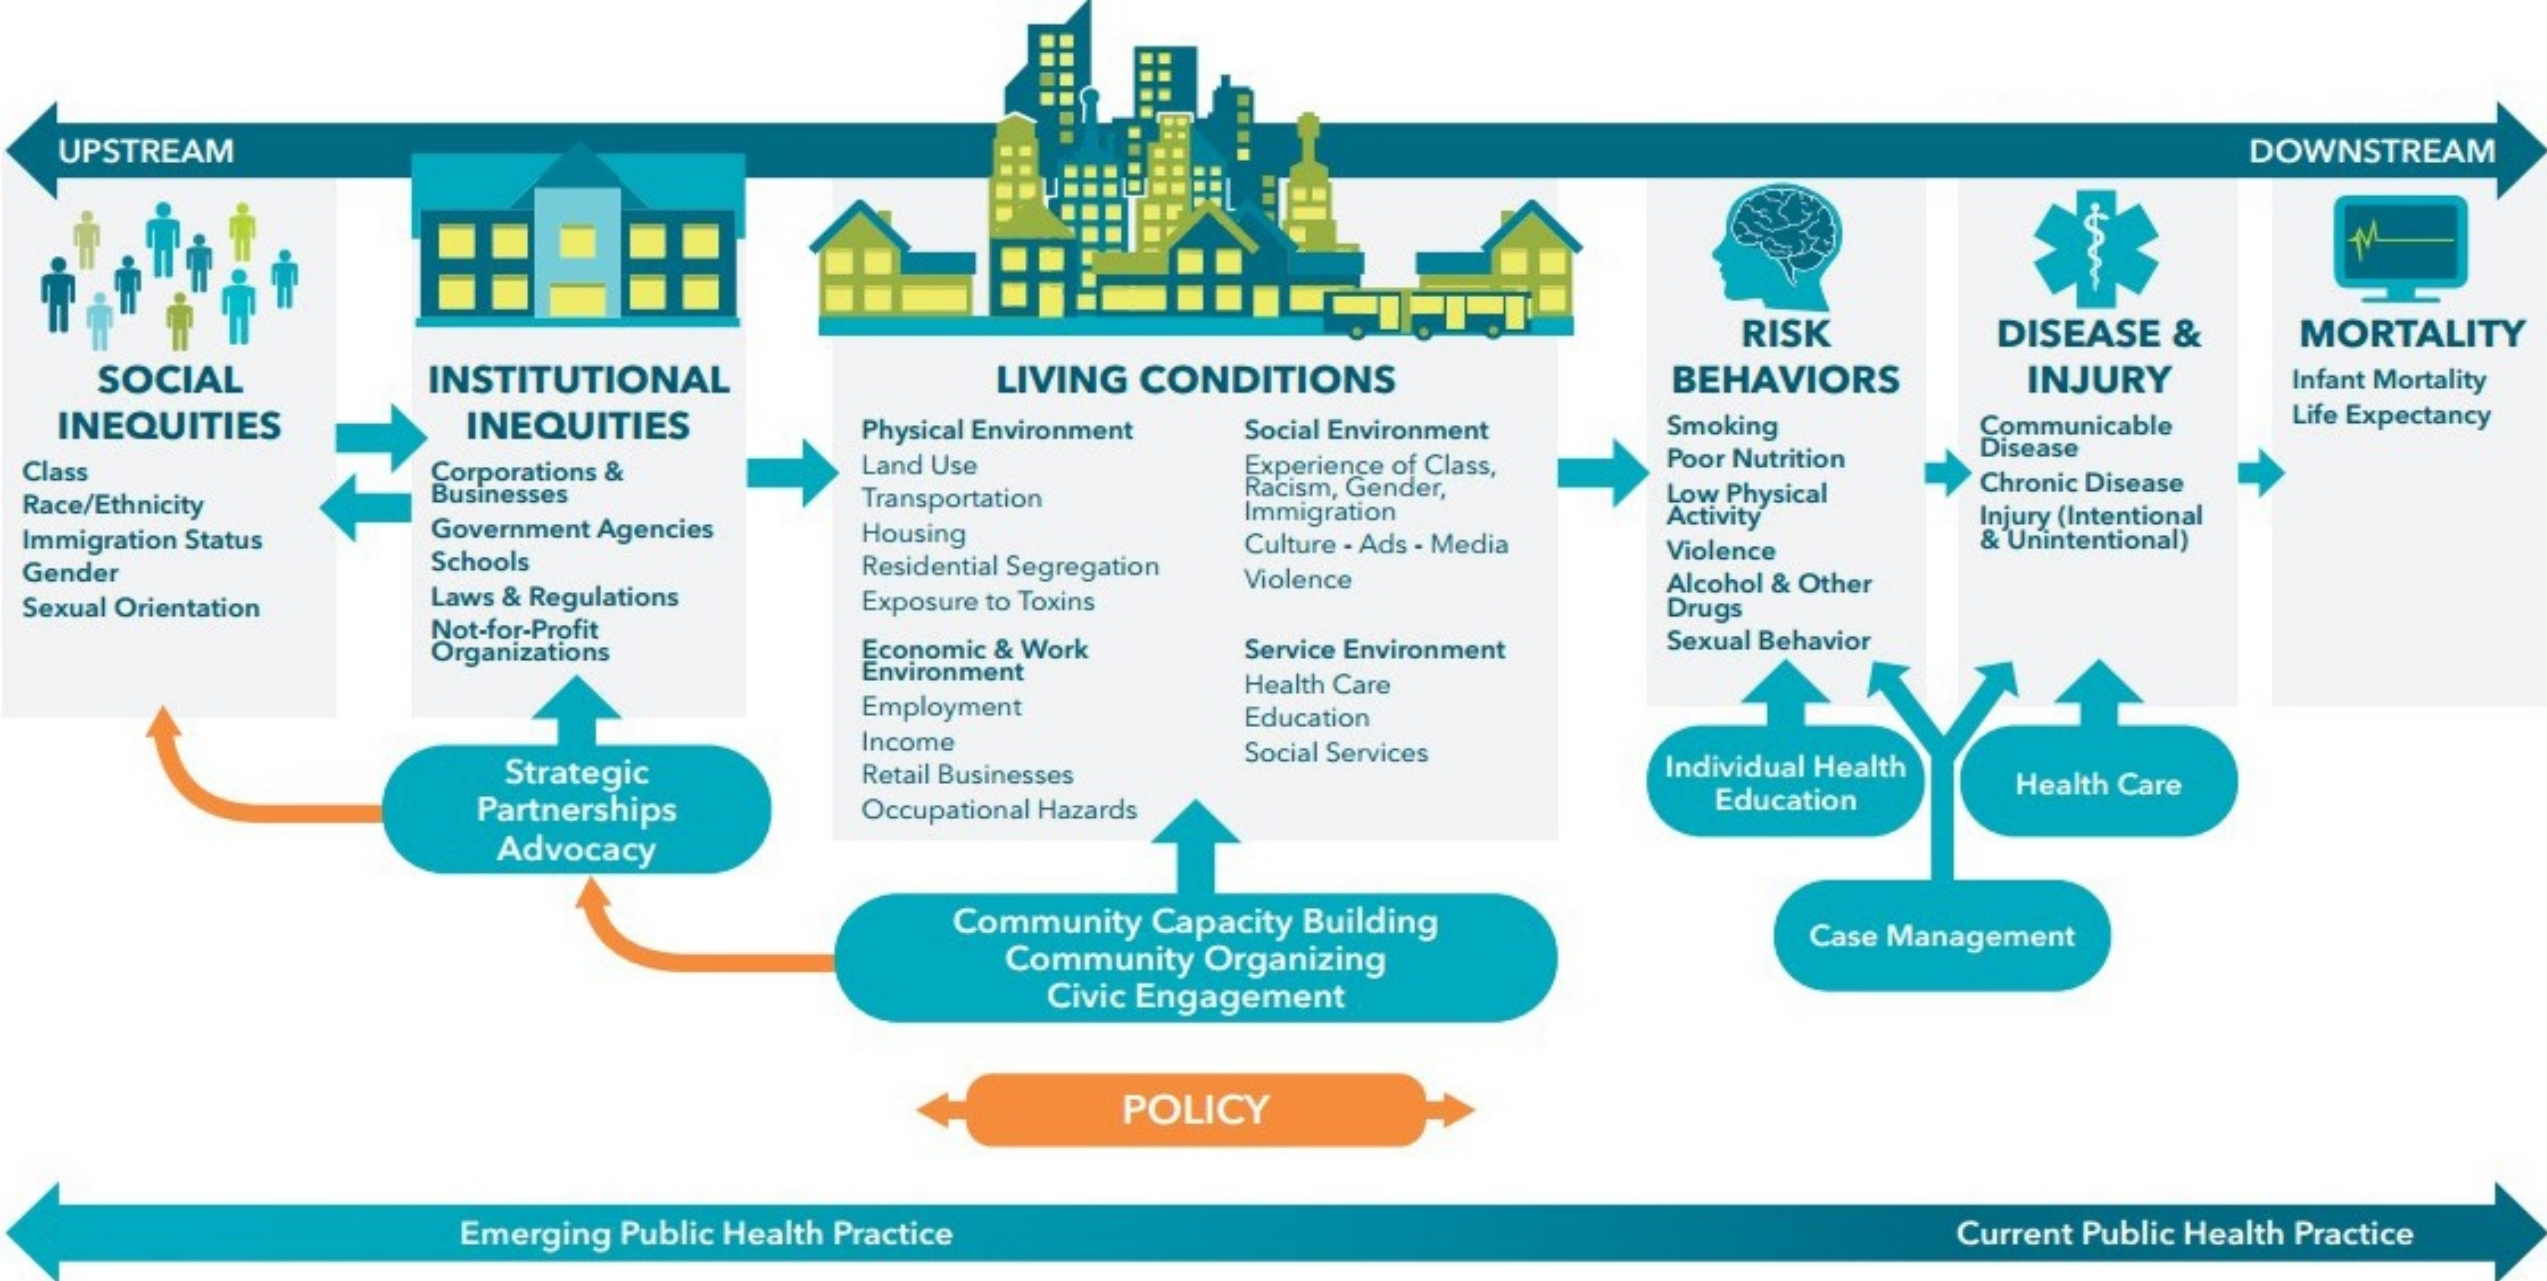 UPSTREAM
DOWNSTREAM
SOCIAL
INEQUITIES
Class
Race/Ethnicity
Immigration Status
Gender
Sexual Orientation
INSTITUTIONAL
INEQUITIES
Corporations &
Businesses
Government Agencies
Schools
Laws & Regulations
Not-for-Profit
Organizations
Strategic
Partnerships
Advocacy
LIVING CONDITIONS
Physical Environment
Land Use
Transportation
Housing
Residential Segregation
Exposure to Toxins
Economic & Work
Environment
Employment
Income
Retail Businesses
Occupational Hazards
Social Environment
Experience of Class,
Racism, Gender,
Immigration
Culture - Ads - Media
Violence
Service Environment
Health Care
Education
Social Services
Community Capacity Building
Community Organizing
Civic Engagement
RISK
BEHAVIORS
Smoking
Poor Nutrition
Low Physical
Activity
Violence
Alcohol & Other
Drugs
Sexual Behavior
Individual Health
Education
DISEASE &
INJURY
Communicable
Disease
Chronic Disease
Injury (Intentional
& Unintentional)
Health Care
Case Management
MORTALITY
Infant Mortality
Life Expectancy
POLICY
Emerging Public Health Practice
Current Public Health Practice